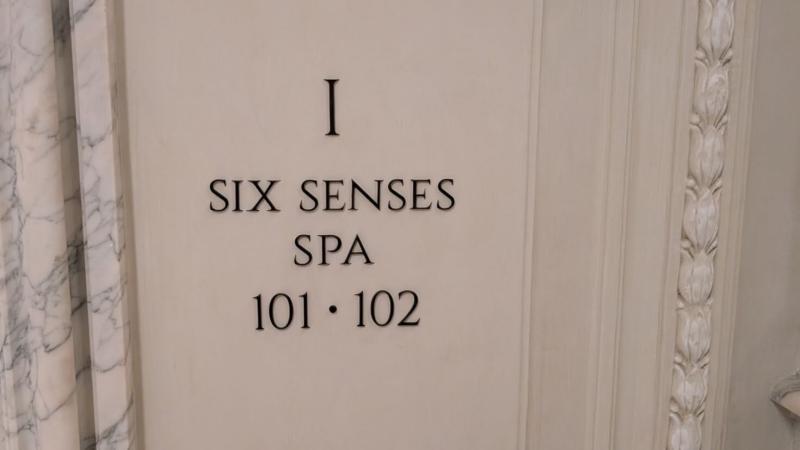 I
SIX SENSES
SPA
101 · 102